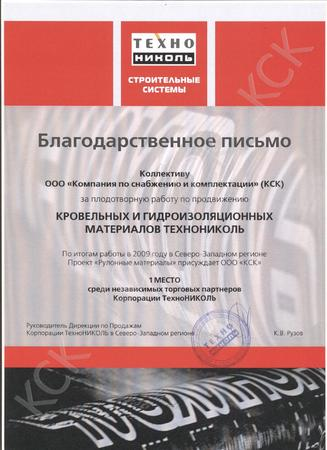 ТЕХНО
НИКОЛЬ
СТРОИТЕЛЬНЫЕ
СИСТЕМЫ
КСК
Благодарственное письмо
Коллективу
ООО «Компания по снабжению и комплектации» (КСК)
за плодотворную работу по продвижению
КРОВЕЛЬНЫХ И ГИДРОИЗОЛЯЦИОННЫХ
МАТЕРИАЛОВ ТЕХНОНИКОЛЬ
По итогам работы в 2009 году в Северо-Западном регионе
Проект «Рулонные материалы» присуждает ООО «КСК»
1 МЕСТО
среди независимых торговых партнеров
Корпорации ТехноНИКОЛЬ
Руководитель Дирекции по Продажам
Корпорации ТехноНИКОЛЬ в Северо-Западном регионе
К.В. Рузов
ТЕХНО
НИКОЛЬ
КСК
КСК
КСК